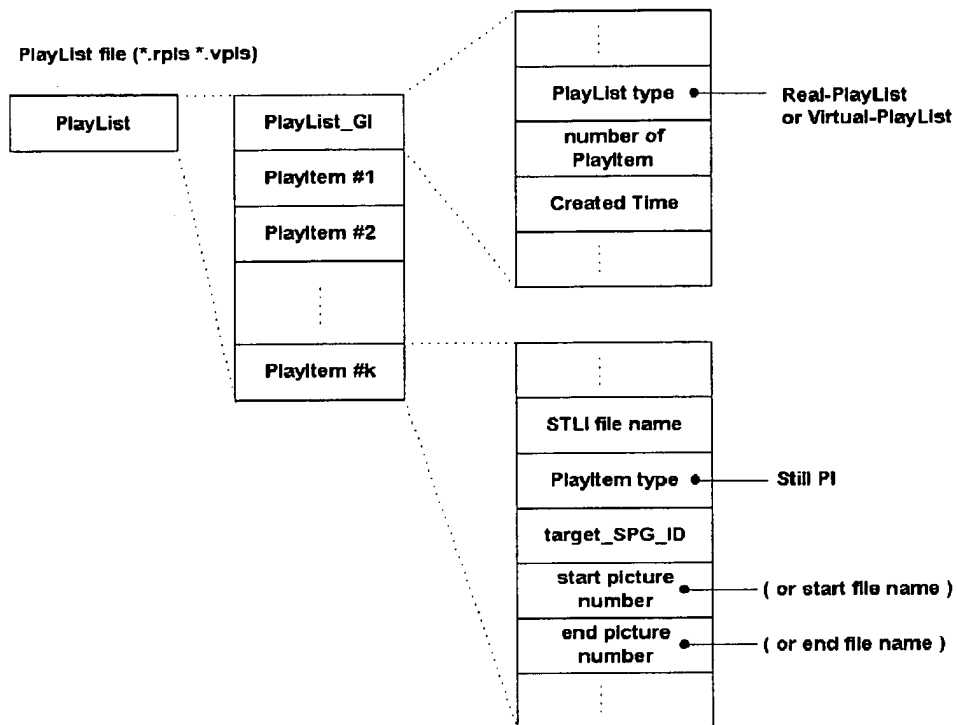 PlayList file (*.rpls *.vpls)
PlayList
PlayList_GI
PlayItem #1
PlayItem #2
PlayItem #k
PlayList type
Real-PlayList
or Virtual-PlayList
number of
PlayItem
Created Time
STLI file name
PlayItem type
Still PI
target_SPG_ID
start picture
number
( or start file name )
end picture
number
( or end file name )